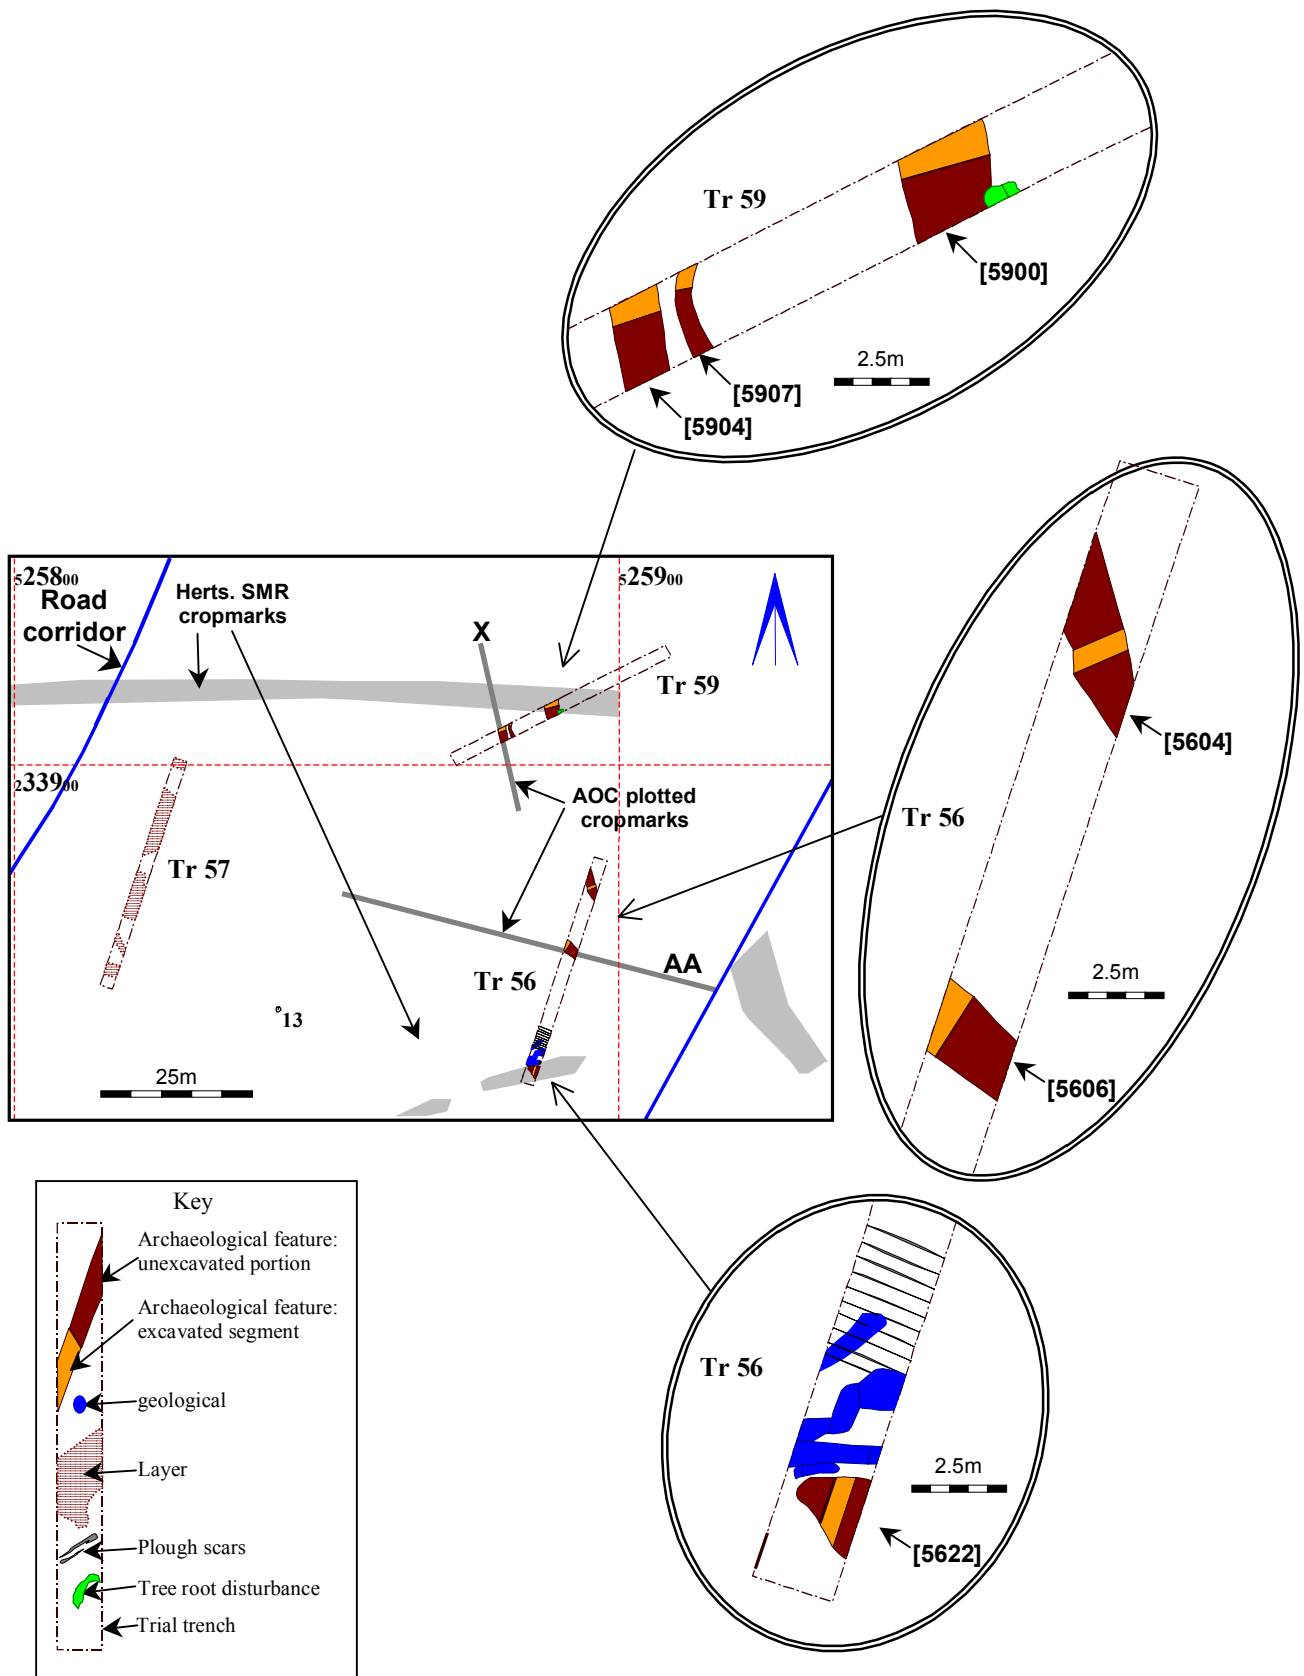 Tr 59
[5900]
2.5m
[5907]
[5904]
525800
Road
corridor
Herts. SMR
cropmarks
525900
X
Tr 59
233900
AOC plotted
cropmarks
Tr 57
Tr 56
AA
13
25m
[5604]
Tr 56
2.5m
[5606]
Key
Archaeological feature:
unexcavated portion
Archaeological feature:
excavated segment
geological
Layer
Plough scars
Tree root disturbance
Trial trench
Tr 56
2.5m
[5622]